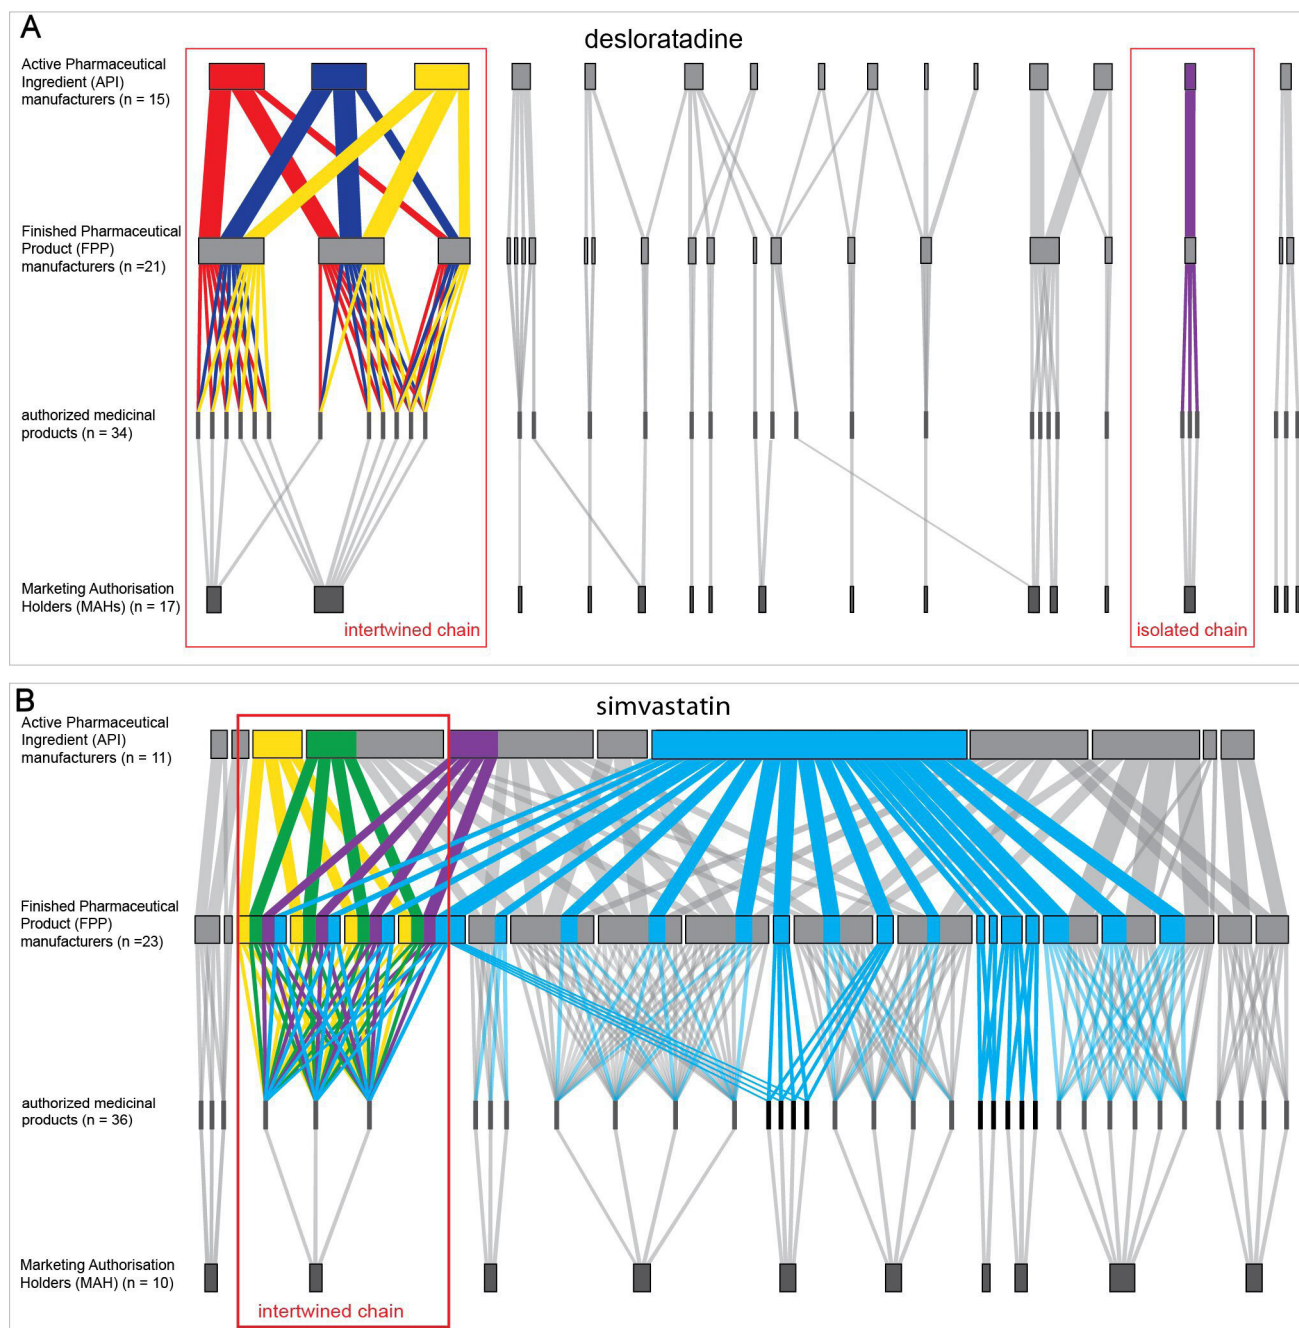 A
desloratadine
Active Pharmaceutical
Ingredient (API)
manufacturers (n = 15)
Finished Pharmaceutical
Product (FPP)
manufacturers (n =21)
authorized medicinal
products (n = 34)
Marketing Authorisation
Holders (MAHs) (n = 17)
intertwined chain
isolated chain
B
simvastatin
Active Pharmaceutical
Ingredient (API)
manufacturers (n = 11)
Finished Pharmaceutical
Product (FPP)
manufacturers (n =23)
authorized medicinal
products (n = 36)
Marketing Authorisation
Holders (MAH) (n = 10)
intertwined chain